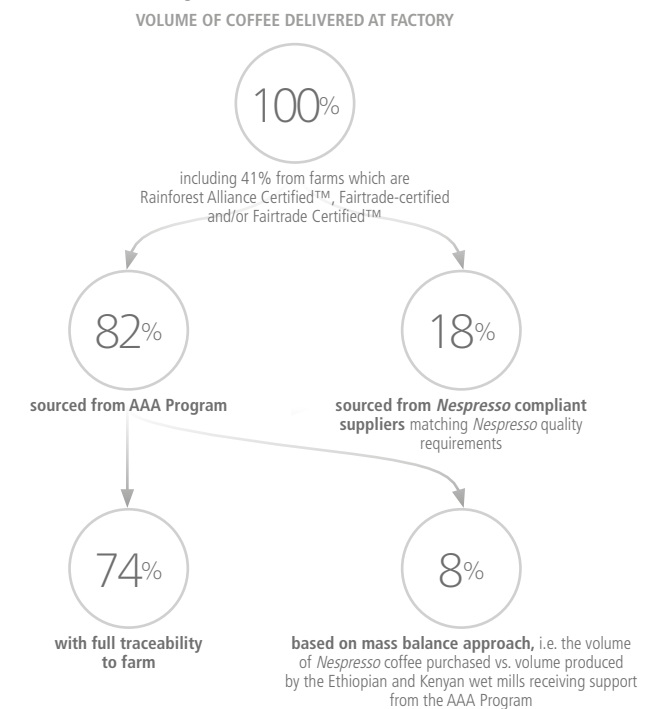 VOLUME OF COFFEE DELIVERED AT FACTORY
100%
including 41% from farms which are
Rainforest Alliance Certified™, Fairtrade-certified
and/or Fairtrade Certified™
82%
18%
sourced from AAA Program
sourced from Nespresso compliant
suppliers matching Nespresso quality
requirements
74%
8%
with full traceability
to farm
based on mass balance approach, i.e. the volume
of Nespresso coffee purchased vs. volume produced
by the Ethiopian and Kenyan wet mills receiving support
from the AAA Program